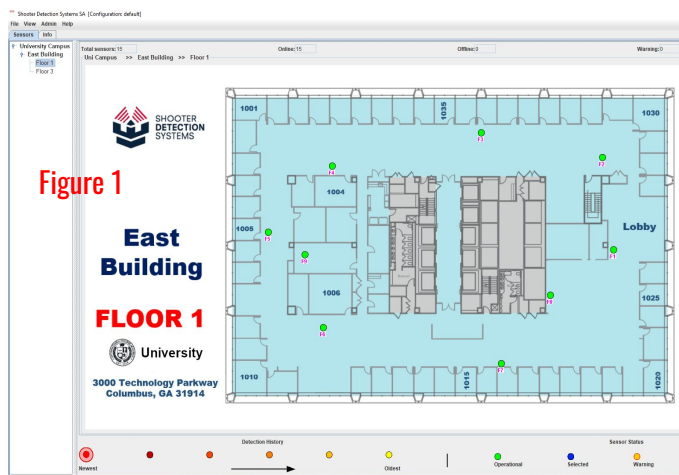 Shooter Detection Systems SA [Configuration: default]
File View Admin Help
Sensors Info
University Campus
East Building
Floor 1
Floor 3
Total sensors:15 Online:15 Offline:0 Warning:0
Uni Campus >> East Building >> Floor 1
SHOOTER
DETECTION
SYSTEMS
Figure 1
East
Building
FLOOR 1
University
3000 Technology Parkway
Columbus, GA 31914
1001
1035
1030
F3
F2
F4
1004
1005
F5
Lobby
F1
F9
1006
F8
1025
F6
F7
1010
1015
1020
Detection History
Sensor Status
Newest
Oldest
Operational
Selected
Warning